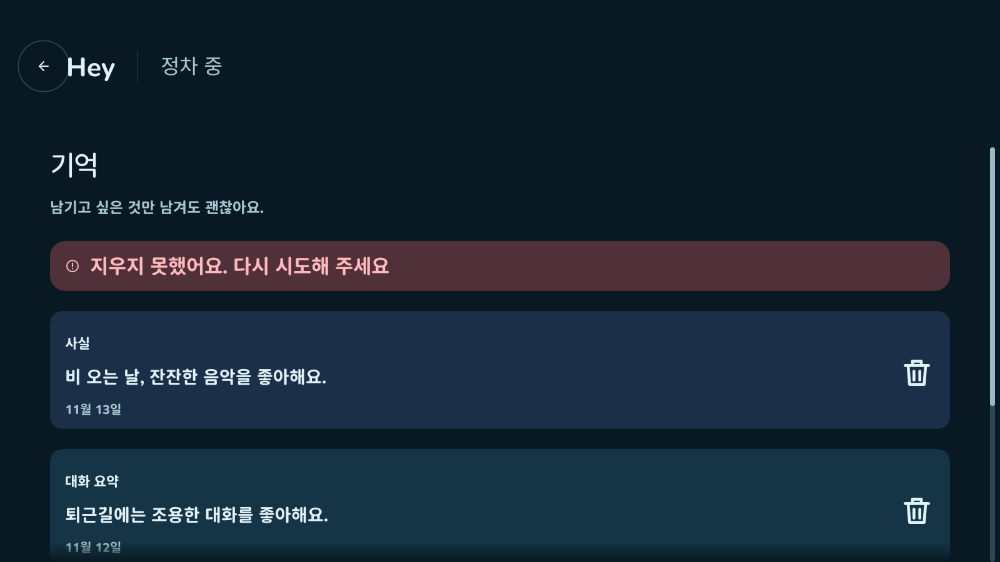 Hey
정차 중
기억
남기고 싶은 것만 남겨도 괜찮아요.
지우지 못했어요. 다시 시도해 주세요
사실
비 오는 날, 잔잔한 음악을 좋아해요.
11월 13일
대화 요약
퇴근길에는 조용한 대화를 좋아해요.
11월 12일